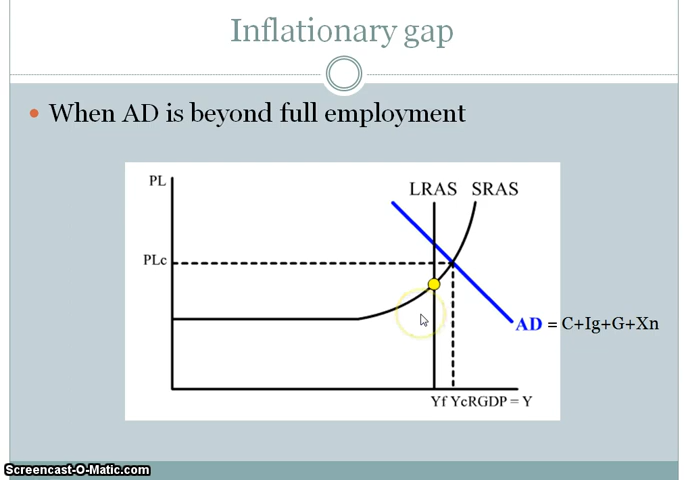 Inflationary gap
When AD is beyond full employment
PL
LRAS SRAS
PLc
AD = C+Ig+G+Xn
Yf YcRGDP = Y
Screencast-O-Matic.com